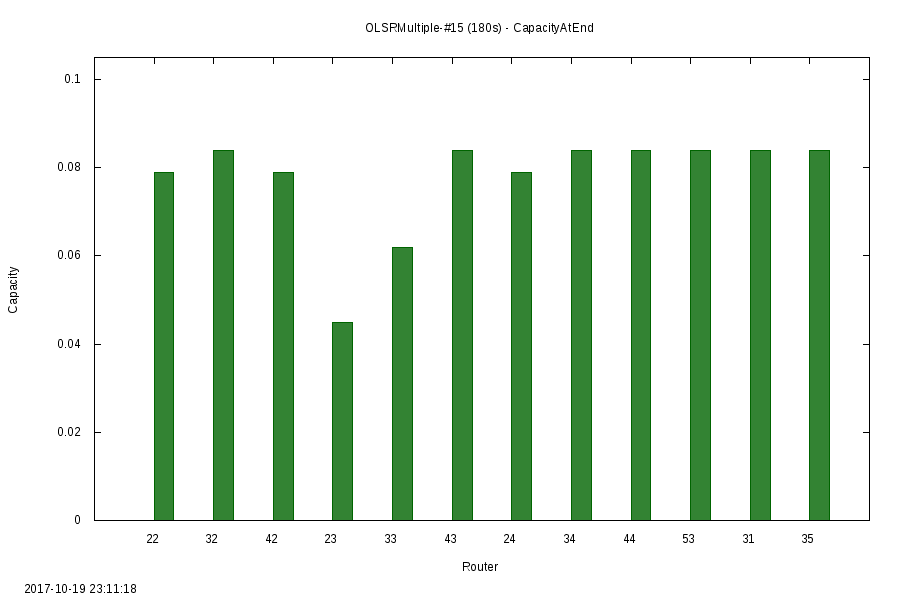 OLSRMultiple-#15 (180s) - CapacityAtEnd
0.1
0.08
0.06
0.04
0.02
0
Capacity
22 32 42 23 33 43 24 34 44 53 31 35
Router
2017-10-19 23:11:18